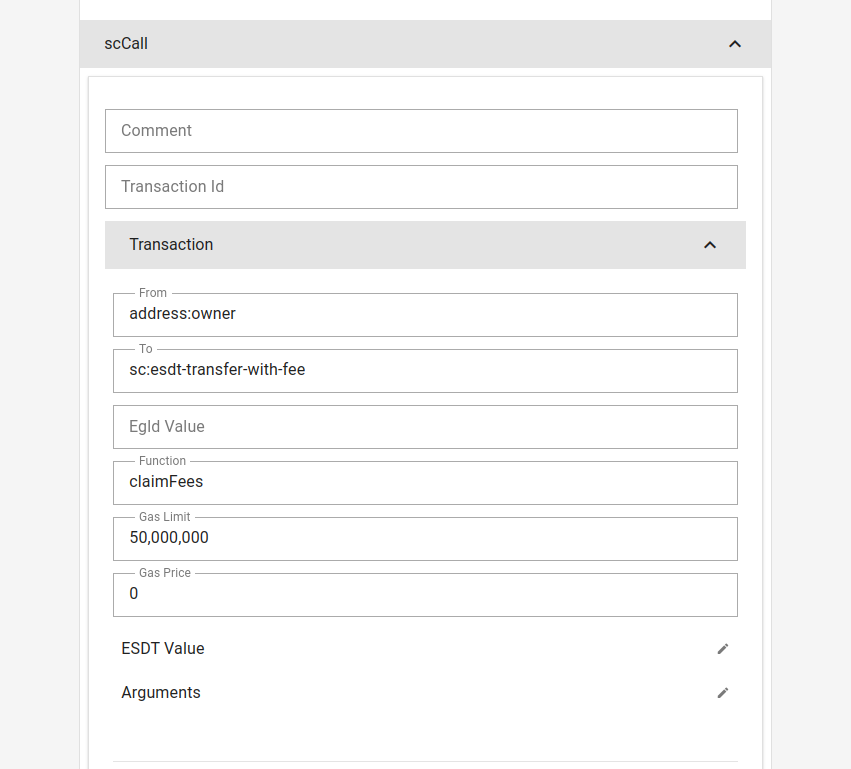 scCall
Comment
Transaction Id
Transaction
From
address:owner
To
sc:esdt-transfer-with-fee
Egld Value
Function
claimFees
Gas Limit
50,000,000
Gas Price
0
ESDT Value
Arguments